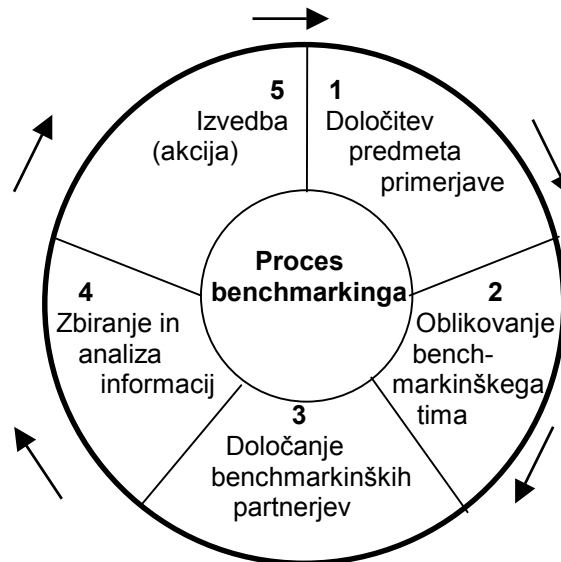 5
Izvedba
(akcija)
1
Določitev
predmeta
primerjave
Proces
benchmarkinga
2
Oblikovanje
bench-
markinškega
tima
3
Določanje
benchmarkinških
partnerjev
4
Zbiranje in
analiza
informacij